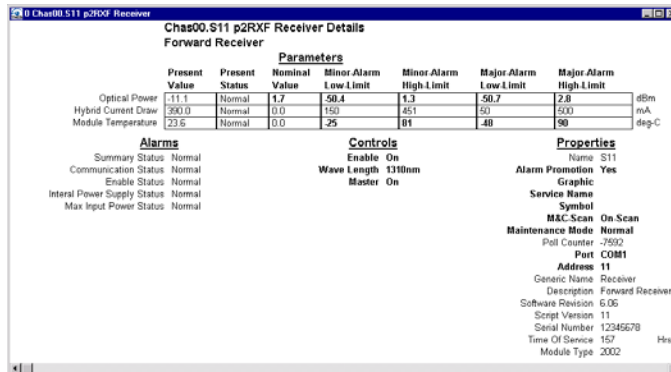 0 Chas00.S11 p2RXF Receiver
Chas00.S11 p2RXF Receiver Details
Forward Receiver
Parameters
Present Value Present Status Nominal Value Minor-Alarm Low-Limit Minor-Alarm High-Limit Major-Alarm Low-Limit Major-Alarm High-Limit
Optical Power -11.1 Normal 1.7 -50.4 1.3 -50.7 2.8 dBm
Hybrid Current Draw 390.0 Normal 0.0 150 451 50 500 mA
Module Temperature 23.6 Normal 0.0 -25 81 -40 90 deg-C
Alarms
Summary Status Normal
Communication Status Normal
Enable Status Normal
Interal Power Supply Status Normal
Max Input Power Status Normal
Controls
Enable On
Wave Length 1310nm
Master On
Properties
Name S11
Alarm Promotion Yes
Graphic
Service Name
Symbol
M&C-Scan On-Scan
Maintenance Mode Normal
Poll Counter -7592
Port COM1
Address 11
Generic Name Receiver
Description Forward Receiver
Software Revision 6.06
Script Version 11
Serial Number 12345678
Time Of Service 157 Hrs
Module Type 2002